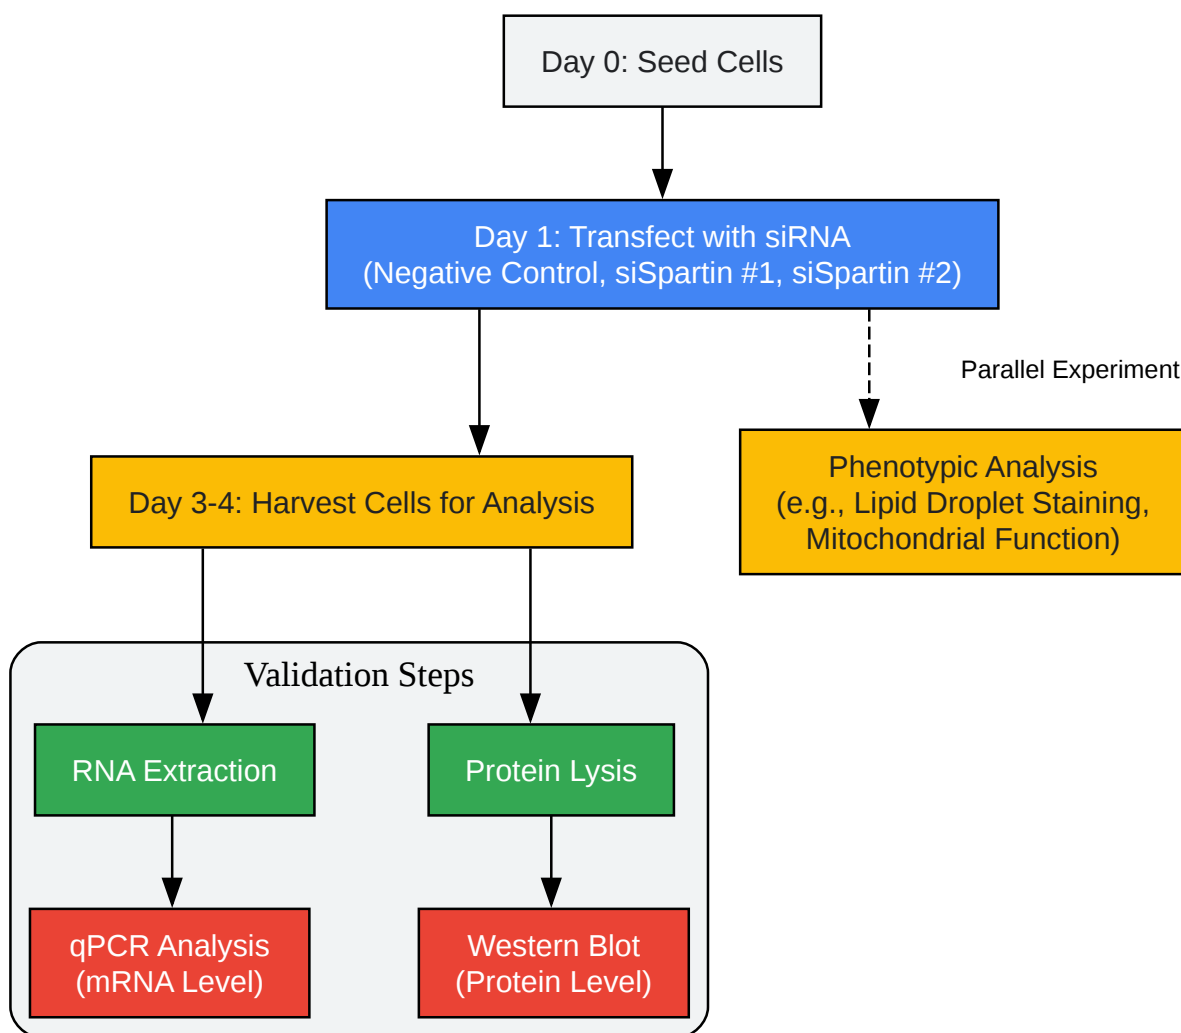 Day 0: Seed Cells
Day 1: Transfect with siRNA
(Negative Control, siSpartin #1, siSpartin #2)
Parallel Experiment
Day 3-4: Harvest Cells for Analysis
Phenotypic Analysis
(e.g., Lipid Droplet Staining,
Mitochondrial Function)
Validation Steps
RNA Extraction
Protein Lysis
qPCR Analysis
(mRNA Level)
Western Blot
(Protein Level)